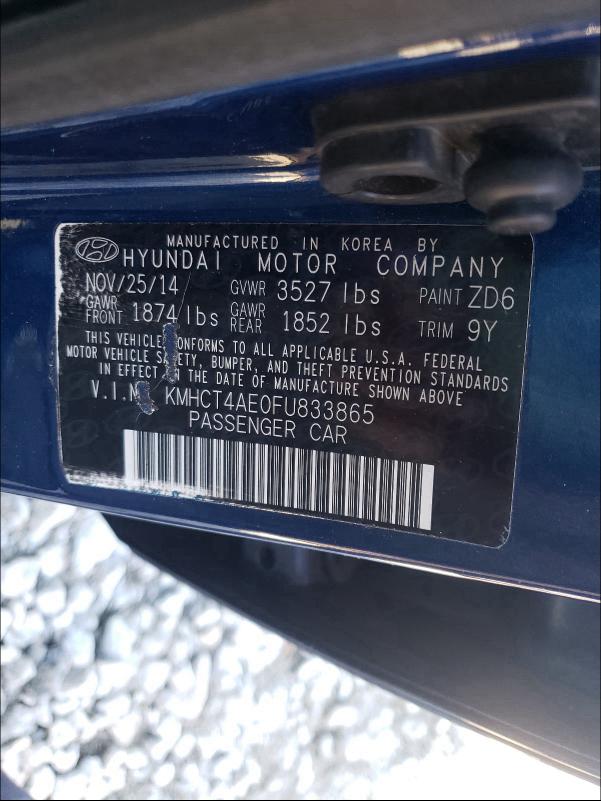 MANUFACTURED IN KOREA BY
HYUNDAI MOTOR COMPANY
NOV/25/14 GVWR 3527 lbs PAINT ZD6
GAWR FRONT 1874 lbs GAWR REAR 1852 lbs TRIM 9Y
THIS VEHICLE CONFORMS TO ALL APPLICABLE U.S.A. FEDERAL
MOTOR VEHICLE SAFETY, BUMPER, AND THEFT PREVENTION STANDARDS
IN EFFECT THE DATE OF MANUFACTURE SHOWN ABOVE
V.I.N KMHCT4AE0FU833865
PASSENGER CAR